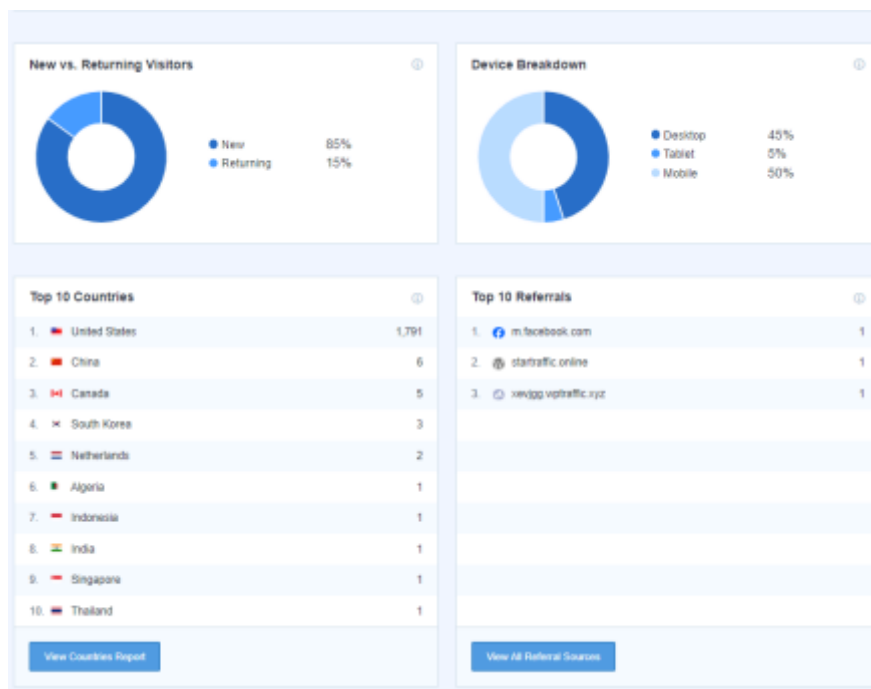 New vs. Returning Visitors
New 85%
Returning 15%
Device Breakdown
Desktop 45%
Tablet 5%
Mobile 50%
Top 10 Countries
1. United States 1,791
2. China 6
3. Canada 5
4. South Korea 3
5. Netherlands 2
6. Algeria 1
7. Indonesia 1
8. India 1
9. Singapore 1
10. Thailand 1
View Countries Report
Top 10 Referrals
1. m.facebook.com 1
2. startraffic.online 1
3. 1
View All Referral Sources